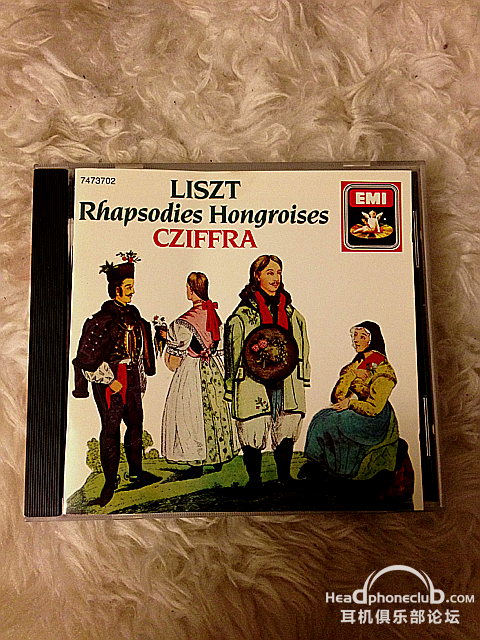 7473702
LISZT
Rhapsodies Hongroises
CZIFFRA
EMI
Headphoneclub.com
耳机俱乐部论坛